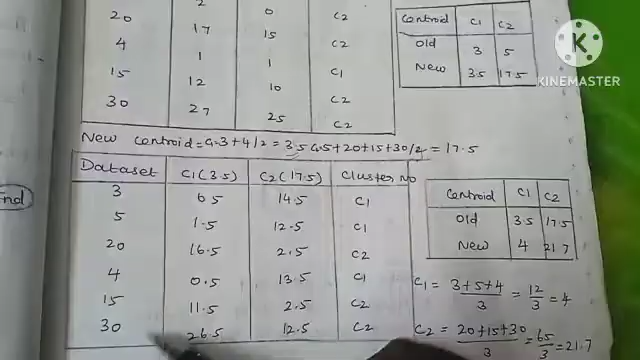 20 17 0 C2
4 1 15 C2
15 12 1 C1
30 27 10 C2
25 C2
Centroid C1 C2
Old 3 5
New 3.5 17.5
KINEMASTER
New Centroid = 3+4/2 = 3.5 5+20+15+30/4 = 17.5
Dataset C1(3.5) C2(17.5) Cluster No
3 0.5 14.5 C1
5 1.5 12.5 C1
20 16.5 2.5 C2
4 0.5 13.5 C1
15 11.5 2.5 C2
30 26.5 12.5 C2
Centroid C1 C2
Old 3.5 17.5
New 4 21.7
C1 = 3+5+4/3 = 12/3 = 4
C2 = 20+15+30/3 = 65/3 = 21.7
End